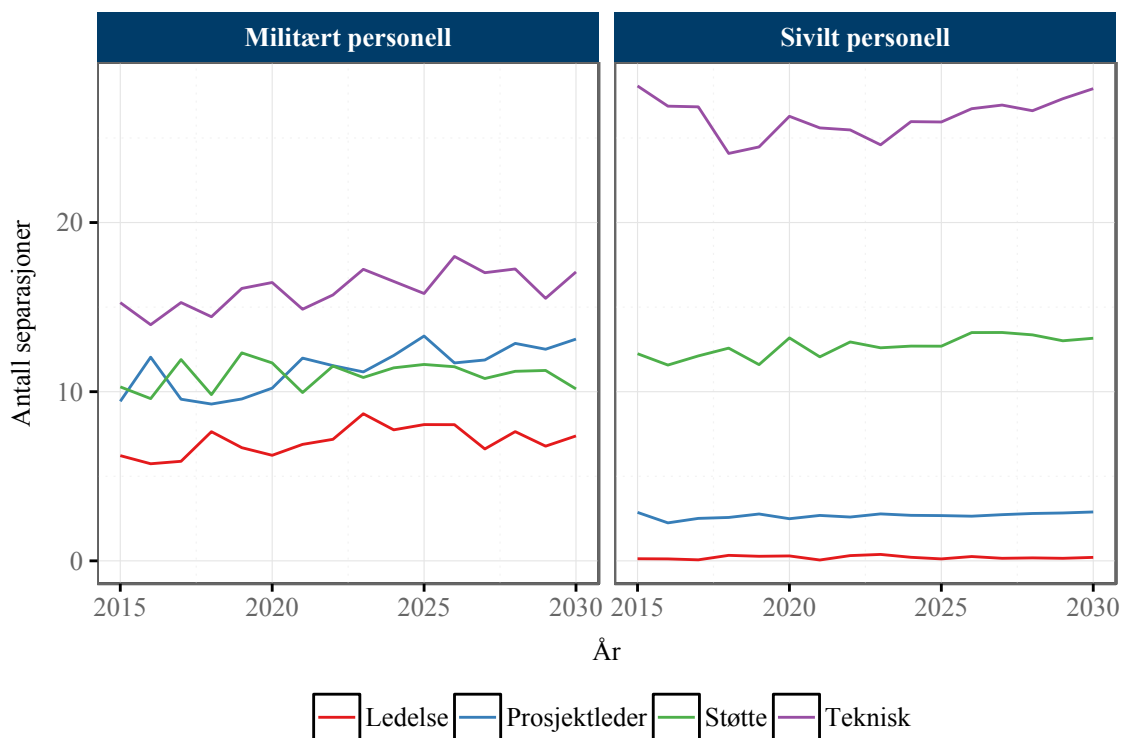 Militært personell
Sivilt personell
Antall separasjoner
20
10
0
2015 2020 2025 2030
2015 2020 2025 2030
År
Ledelse Prosjektleder Støtte Teknisk